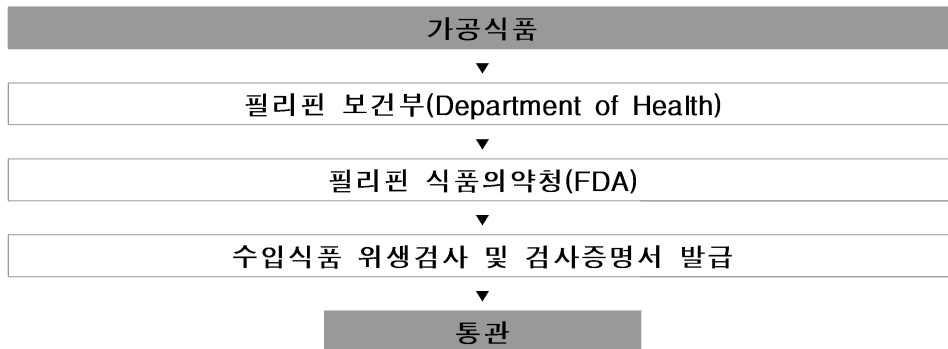 가공식품
▼
필리핀 보건부(Department of Health)
▼
필리핀 식품의약청(FDA)
▼
수입식품 위생검사 및 검사증명서 발급
▼
통관